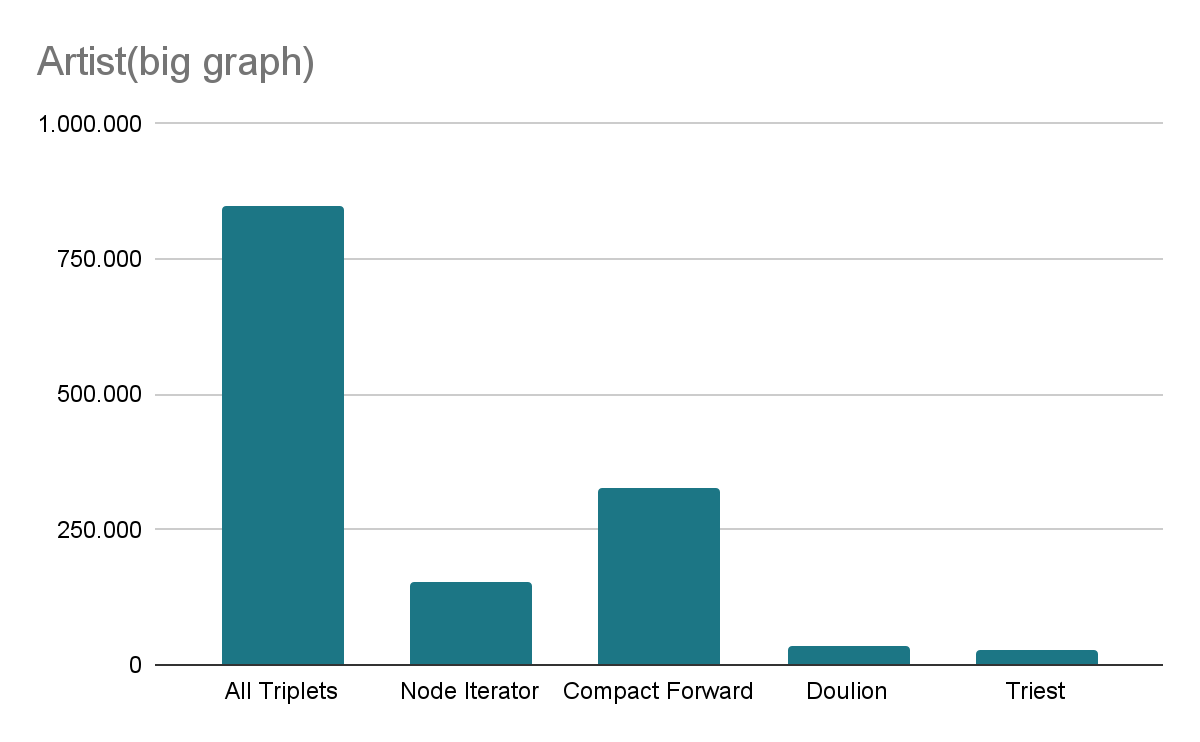 Artist(big graph)
1.000.000
750.000
500.000
250.000
0
All Triplets Node Iterator Compact Forward Doulion Triest